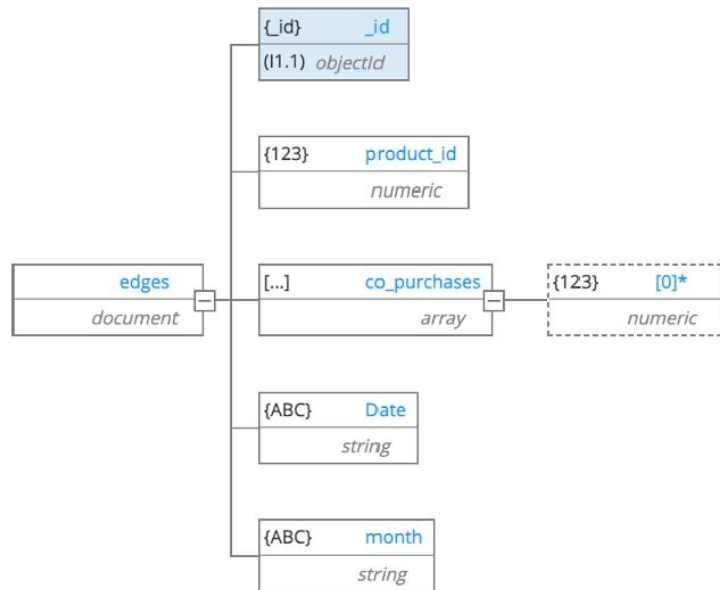 {_id} _id
(I1.1) objectId
{123} product_id
numeric
edges
document
[...] co_purchases
array
{123} [0]*
numeric
{ABC} Date
string
{ABC} month
string